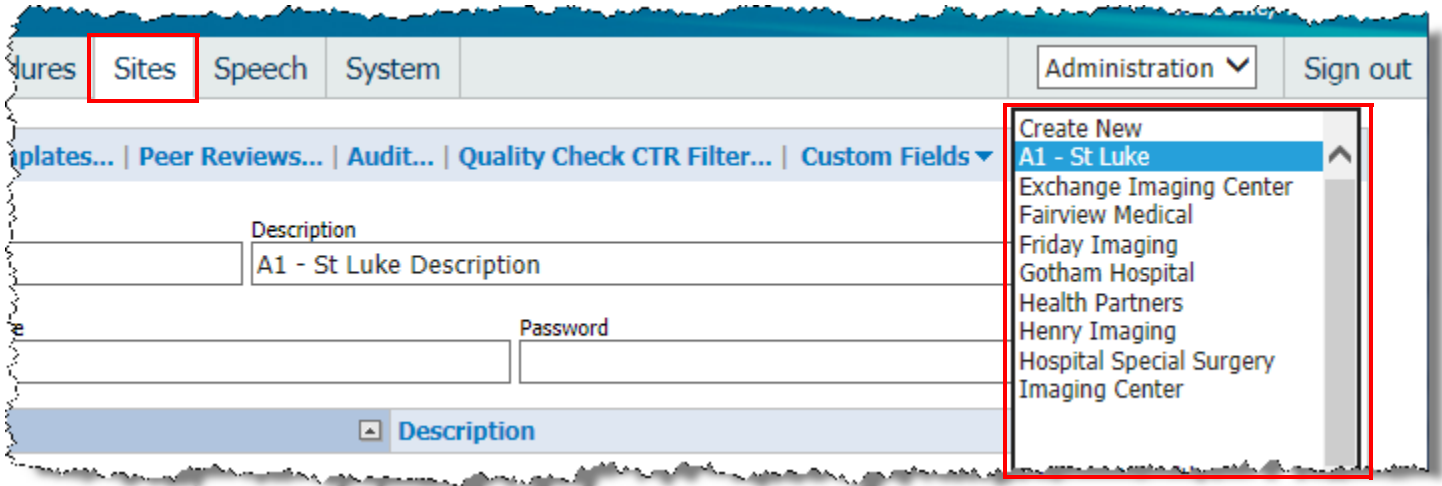 dures Sites Speech System Administration Sign out
plates... | Peer Reviews... | Audit... | Quality Check CTR Filter... | Custom Fields
Description
A1 - St Luke Description
e Password
Description
Create New
A1 - St Luke
Exchange Imaging Center
Fairview Medical
Friday Imaging
Gotham Hospital
Health Partners
Henry Imaging
Hospital Special Surgery
Imaging Center